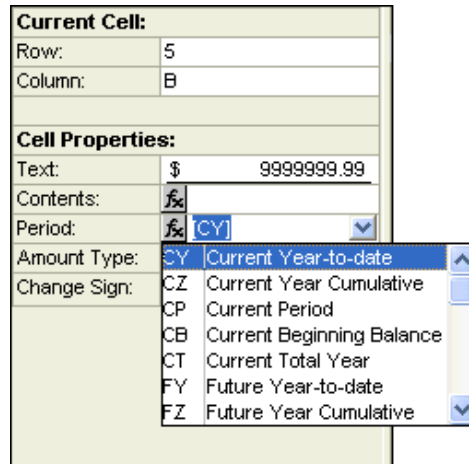 Current Cell:
Row: 5
Column: B
Cell Properties:
Text: $ 9999999.99
Contents: fx
Period: fx [CY]
Amount Type: CY Current Year-to-date
Change Sign: CZ Current Year Cumulative
CP Current Period
CB Current Beginning Balance
CT Current Total Year
FY Future Year-to-date
FZ Future Year Cumulative